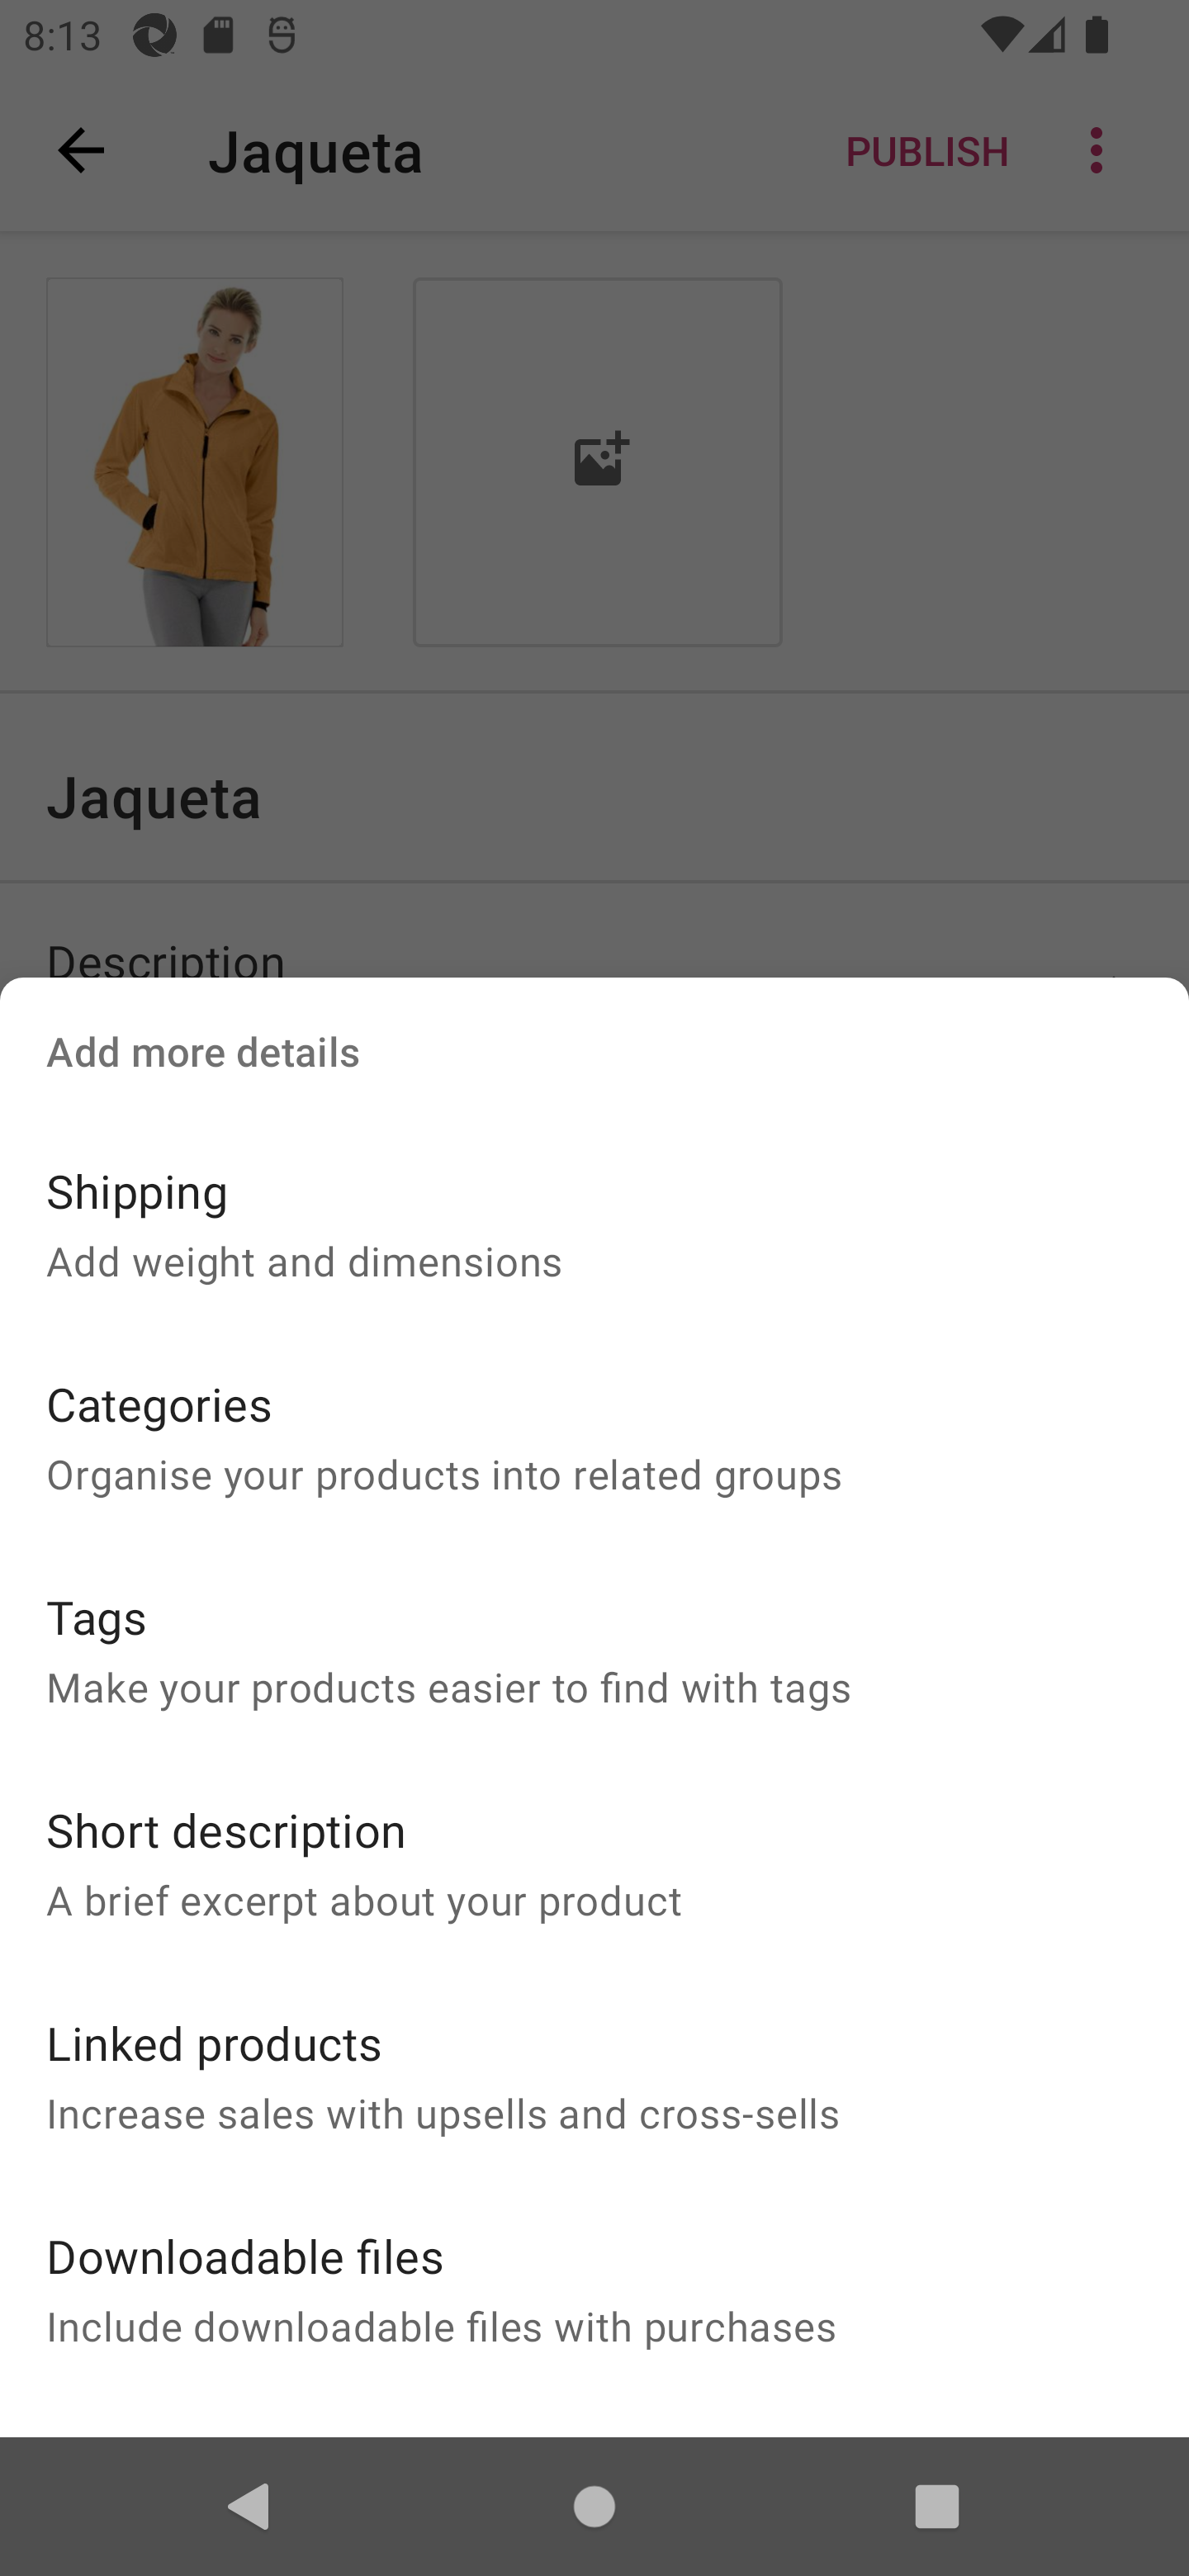 8:13
Jaqueta
PUBLISH
Jaqueta
Description
Add more details
Shipping
Add weight and dimensions
Categories
Organise your products into related groups
Tags
Make your products easier to find with tags
Short description
A brief excerpt about your product
Linked products
Increase sales with upsells and cross-sells
Downloadable files
Include downloadable files with purchases